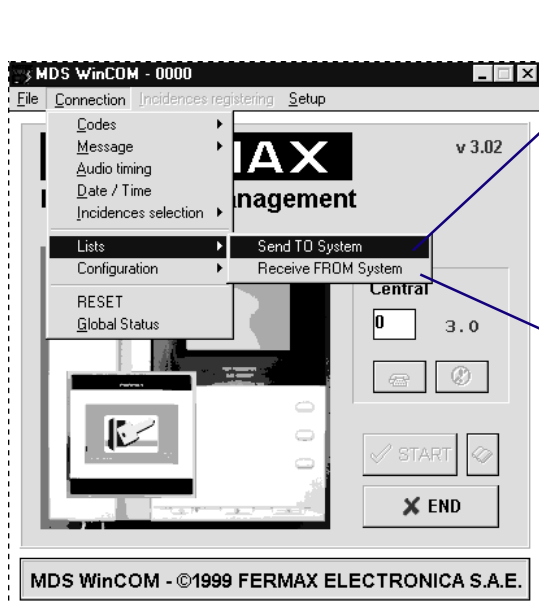 MDS WinCOM - 0000
File Connection Incidences registering Setup
Codes
Message
Audio timing
Date / Time
Incidences selection
Lists
Configuration
RESET
Global Status
Send TO System
Receive FROM System
AX
v 3.02
nagement
Central
0 3.0
START
END
MDS WinCOM - ©1999 FERMAX ELECTRONICA S.A.E.